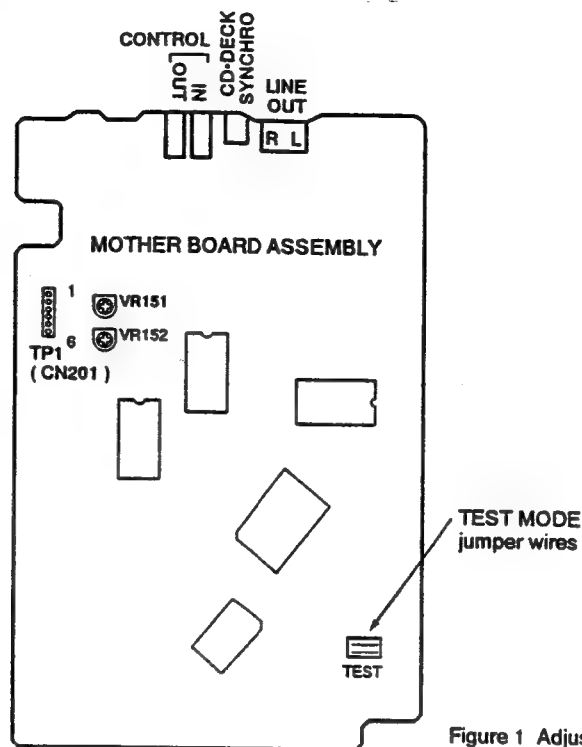 CONTROL
OUT
IN
CD-DECK
SYNCHRO
LINE
OUT
R L
MOTHER BOARD ASSEMBLY
1
VR151
6
VR152
TP1
( CN201 )
TEST MODE
jumper wires
TEST
Figure 1 Adjus